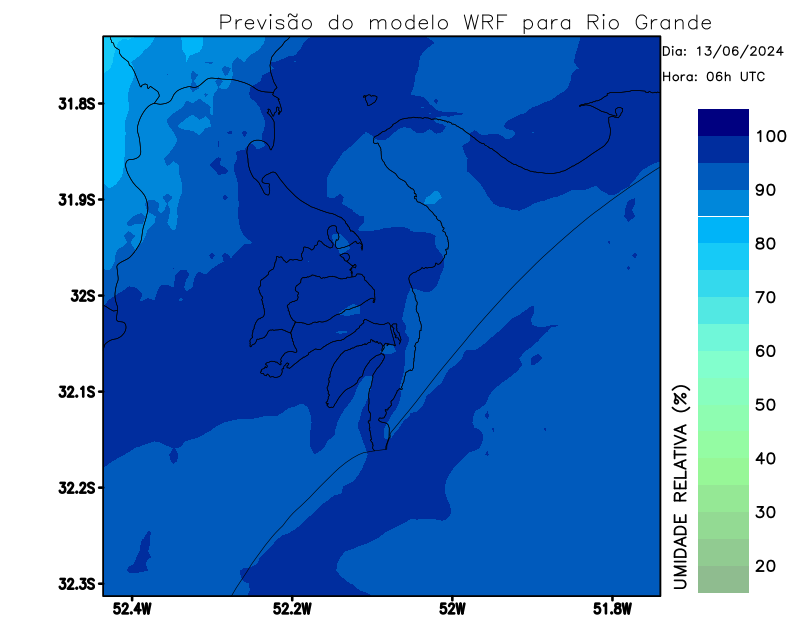 Previsão do modelo WRF para Rio Grande
Dia: 13/06/2024
Hora: 06h UTC
31.8S
31.9S
32S
32.1S
32.2S
32.3S
52.4W
52.2W
52W
51.8W
100
90
80
70
60
50
40
30
20
UMIDADE RELATIVA (%)